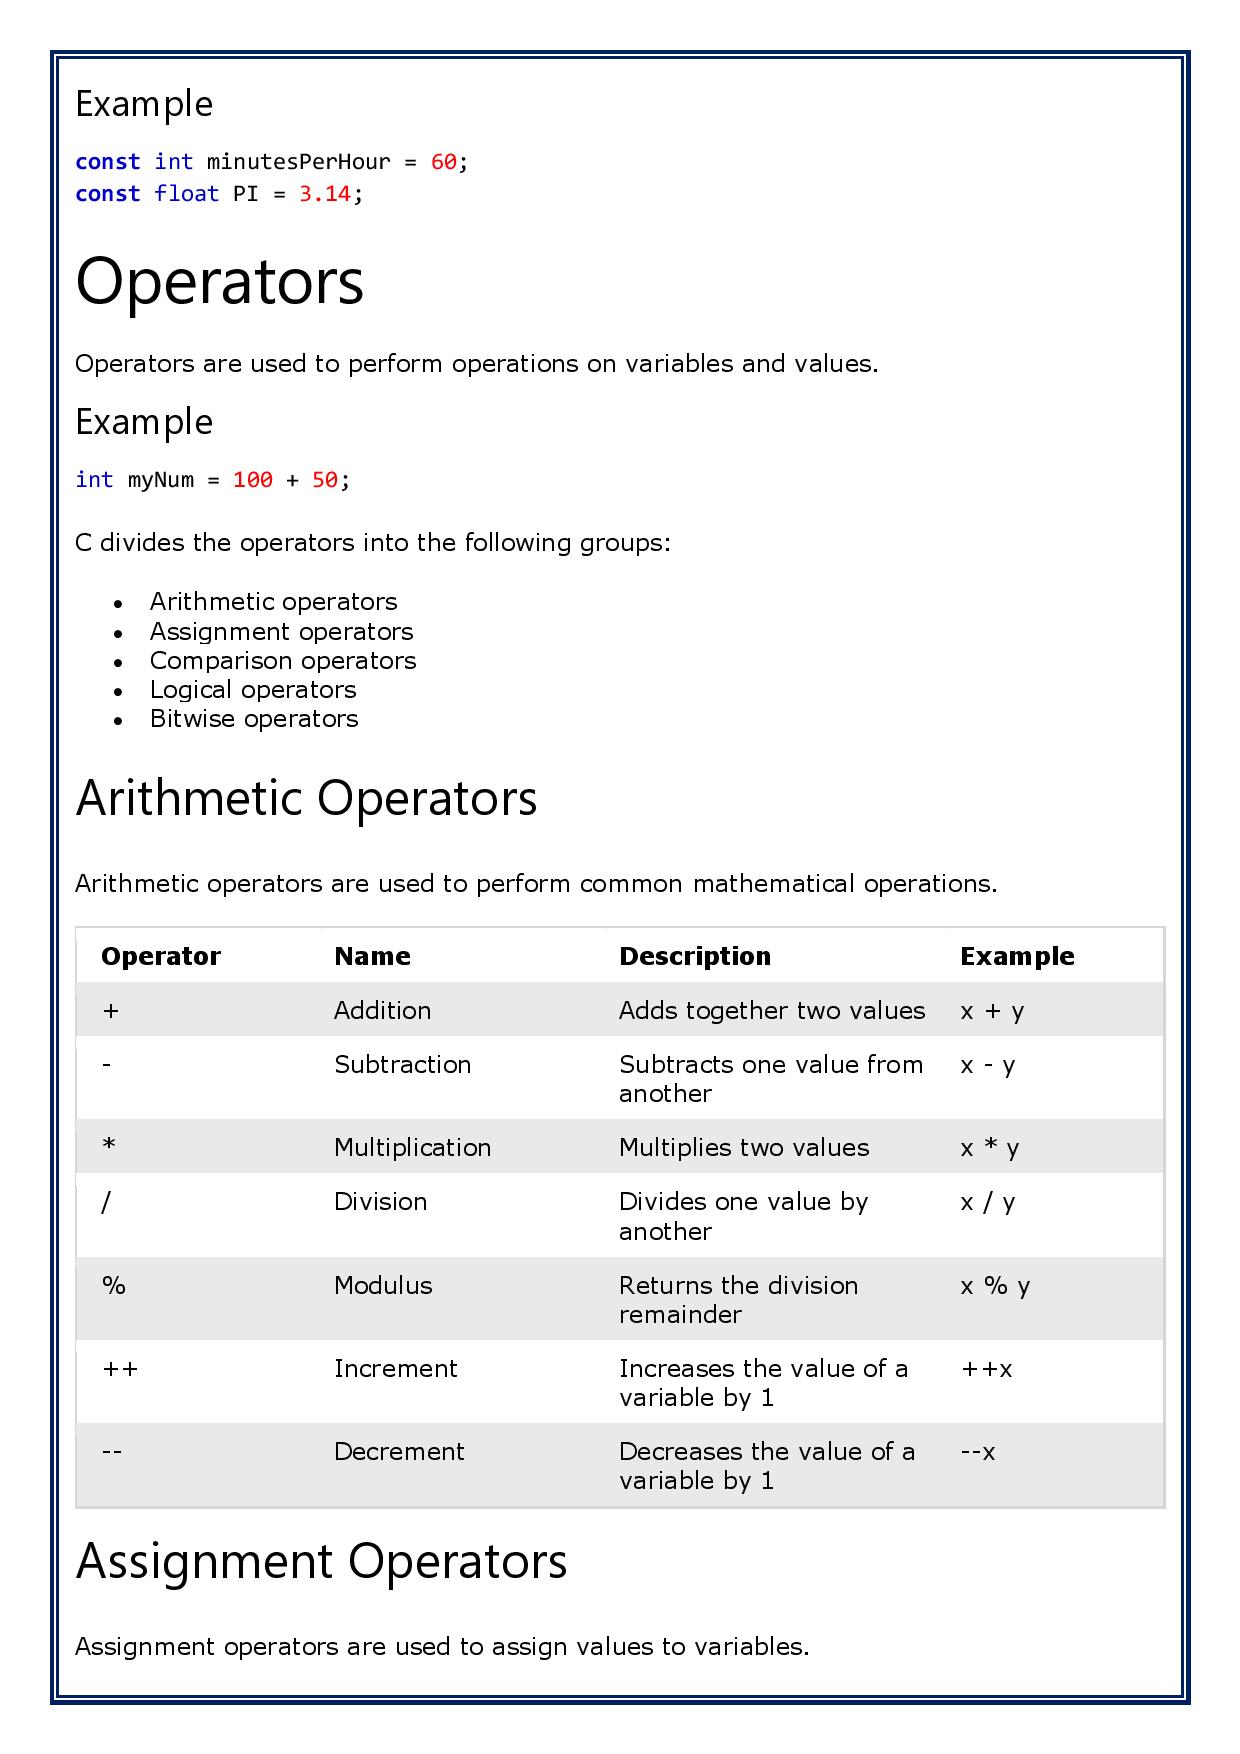 Example
const int minutesPerHour = 60;
const float PI = 3.14;
Operators
Operators are used to perform operations on variables and values.
Example
int myNum = 100 + 50;
C divides the operators into the following groups:
• Arithmetic operators
• Assignment operators
• Comparison operators
• Logical operators
• Bitwise operators
Arithmetic Operators
Arithmetic operators are used to perform common mathematical operations.
Operator Name Description Example
+ Addition Adds together two values x + y
- Subtraction Subtracts one value from x - y
another
* Multiplication Multiplies two values x * y
/ Division Divides one value by x / y
another
% Modulus Returns the division x % y
remainder
++ Increment Increases the value of a ++x
variable by 1
-- Decrement Decreases the value of a --x
variable by 1
Assignment Operators
Assignment operators are used to assign values to variables.